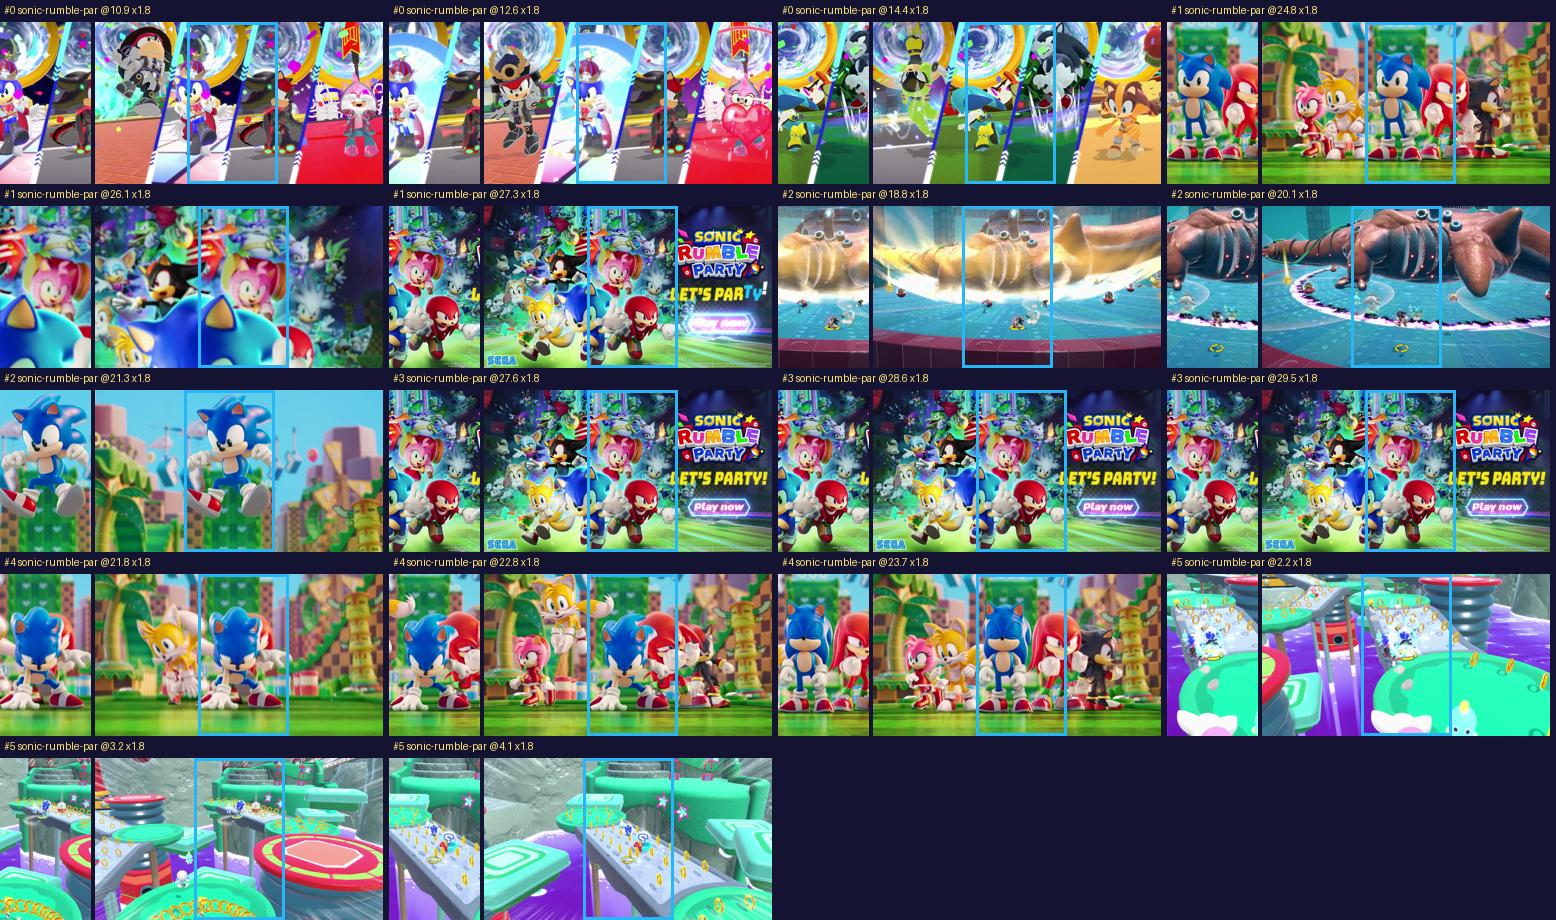 #0 sonic-rumble-par @10.9 x1.8
#0 sonic-rumble-par @12.6 x1.8
#0 sonic-rumble-par @14.4 x1.8
#1 sonic-rumble-par @24.8 x1.8
#1 sonic-rumble-par @26.1 x1.8
#1 sonic-rumble-par @27.3 x1.8
SONIC
RUMBLE
PARTY
LET'S PARTY!
Play now
SEGA
#2 sonic-rumble-par @18.8 x1.8
#2 sonic-rumble-par @20.1 x1.8
#2 sonic-rumble-par @21.3 x1.8
#3 sonic-rumble-par @27.6 x1.8
SONIC
RUMBLE
PARTY
LET'S PARTY!
Play now
SEGA
#3 sonic-rumble-par @28.6 x1.8
SONIC
RUMBLE
PARTY
LET'S PARTY!
Play now
SEGA
#3 sonic-rumble-par @29.5 x1.8
SONIC
RUMBLE
PARTY
LET'S PARTY!
Play now
SEGA
#4 sonic-rumble-par @21.8 x1.8
#4 sonic-rumble-par @22.8 x1.8
#4 sonic-rumble-par @23.7 x1.8
#5 sonic-rumble-par @2.2 x1.8
#5 sonic-rumble-par @3.2 x1.8
#5 sonic-rumble-par @4.1 x1.8